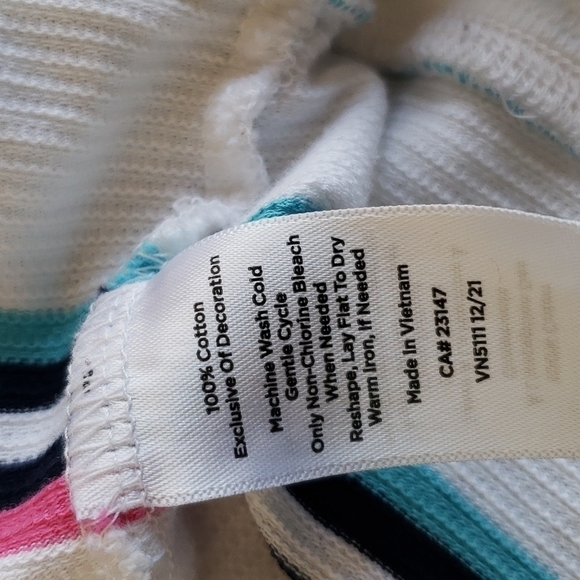 100% Cotton
Exclusive Of Decoration
Machine Wash Cold
Gentle Cycle
Only Non-Chlorine Bleach
When Needed
Reshape, Lay Flat To Dry
Warm Iron, If Needed
Made In Vietnam
CA# 23147
VN5111 12/21